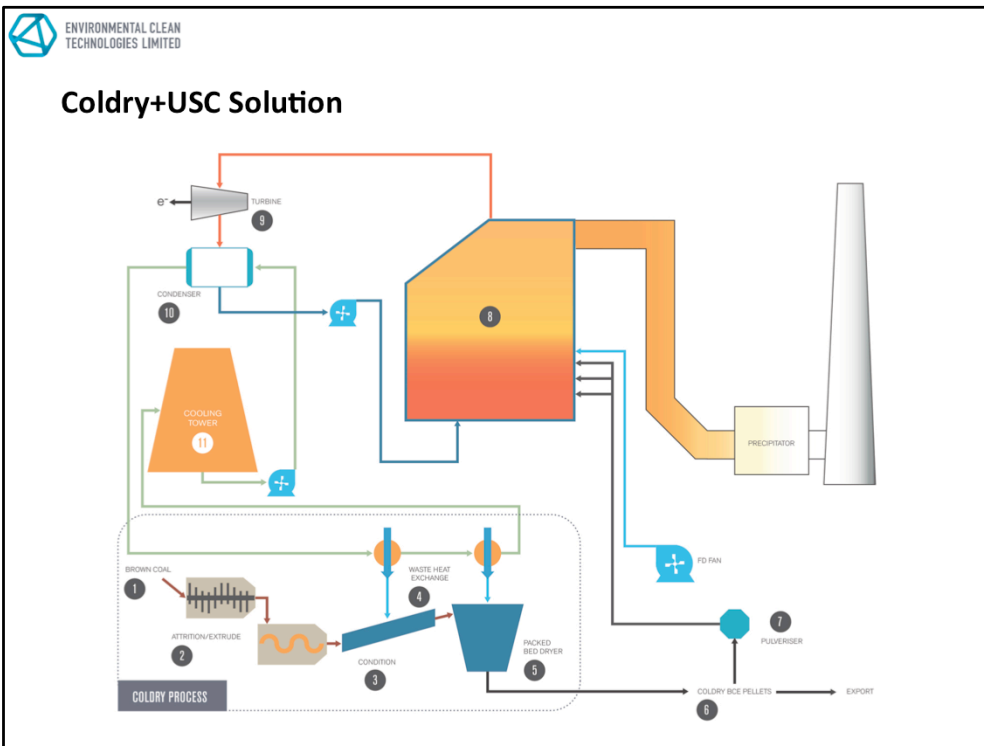 ENVIRONMENTAL CLEAN
TECHNOLOGIES LIMITED
Coldry+USC Solution
e-
TURBINE
9
CONDENSER
10
8
COOLING
TOWER
11
PRECIPITATOR
FD FAN
BROWN COAL
1
WASTE HEAT
EXCHANGE
4
ATTRITION/EXTRUDE
2
CONDITION
3
PACKED
BED DRYER
5
7
PULVERISER
COLDRY BCE PELLETS
6
EXPORT
COLDRY PROCESS